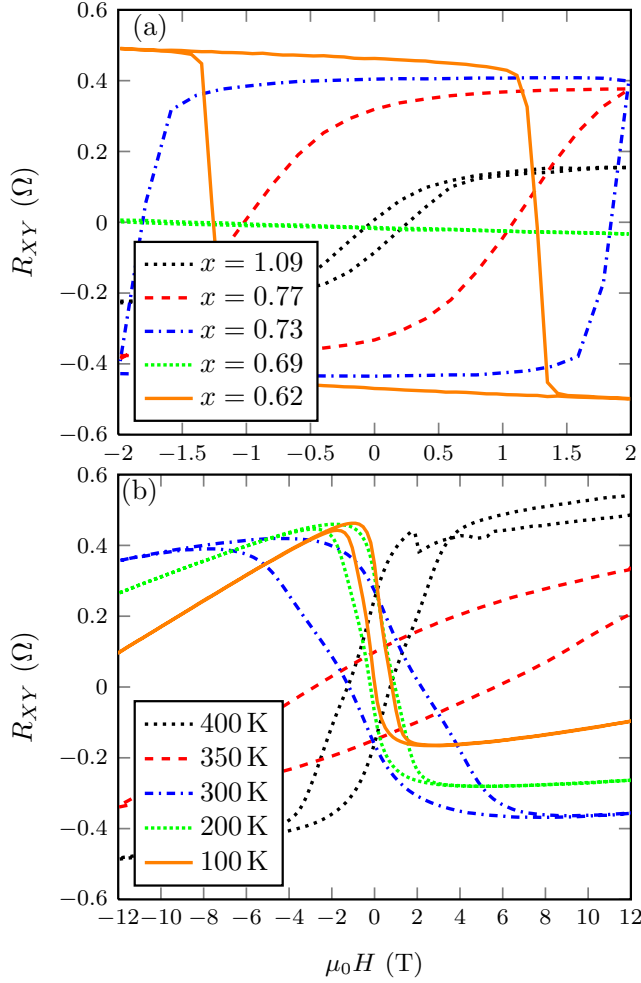 (a)
R_{XY} (Ω)
0.6
0.4
0.2
0
−0.2
−0.4
−0.6
x = 1.09
x = 0.77
x = 0.73
x = 0.69
x = 0.62
−2 −1.5 −1 −0.5 0 0.5 1 1.5 2
(b)
R_{XY} (Ω)
0.6
0.4
0.2
0
−0.2
−0.4
−0.6
400 K
350 K
300 K
200 K
100 K
−12 −10 −8 −6 −4 −2 0 2 4 6 8 10 12
μ₀H (T)